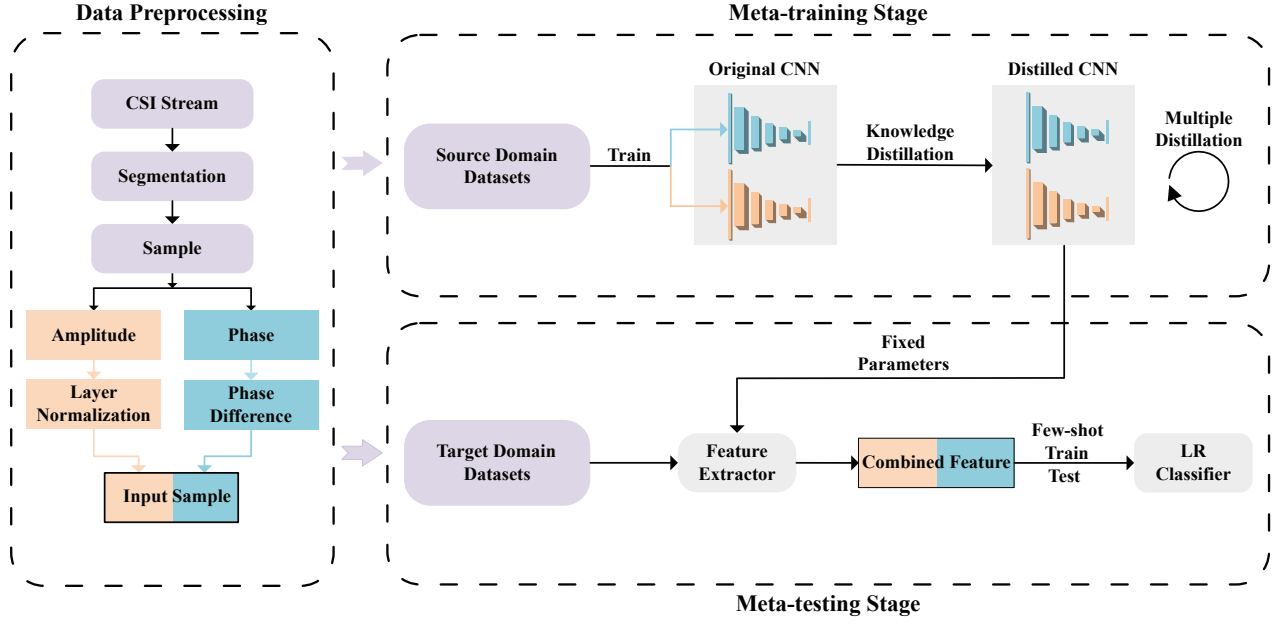 Data Preprocessing
CSI Stream
Segmentation
Sample
Amplitude
Phase
Layer
Normalization
Phase
Difference
Input Sample
Meta-training Stage
Source Domain
Datasets
Train
Original CNN
Knowledge
Distillation
Distilled CNN
Multiple
Distillation
Fixed
Parameters
Target Domain
Datasets
Feature
Extractor
Combined Feature
Few-shot
Train
Test
LR
Classifier
Meta-testing Stage